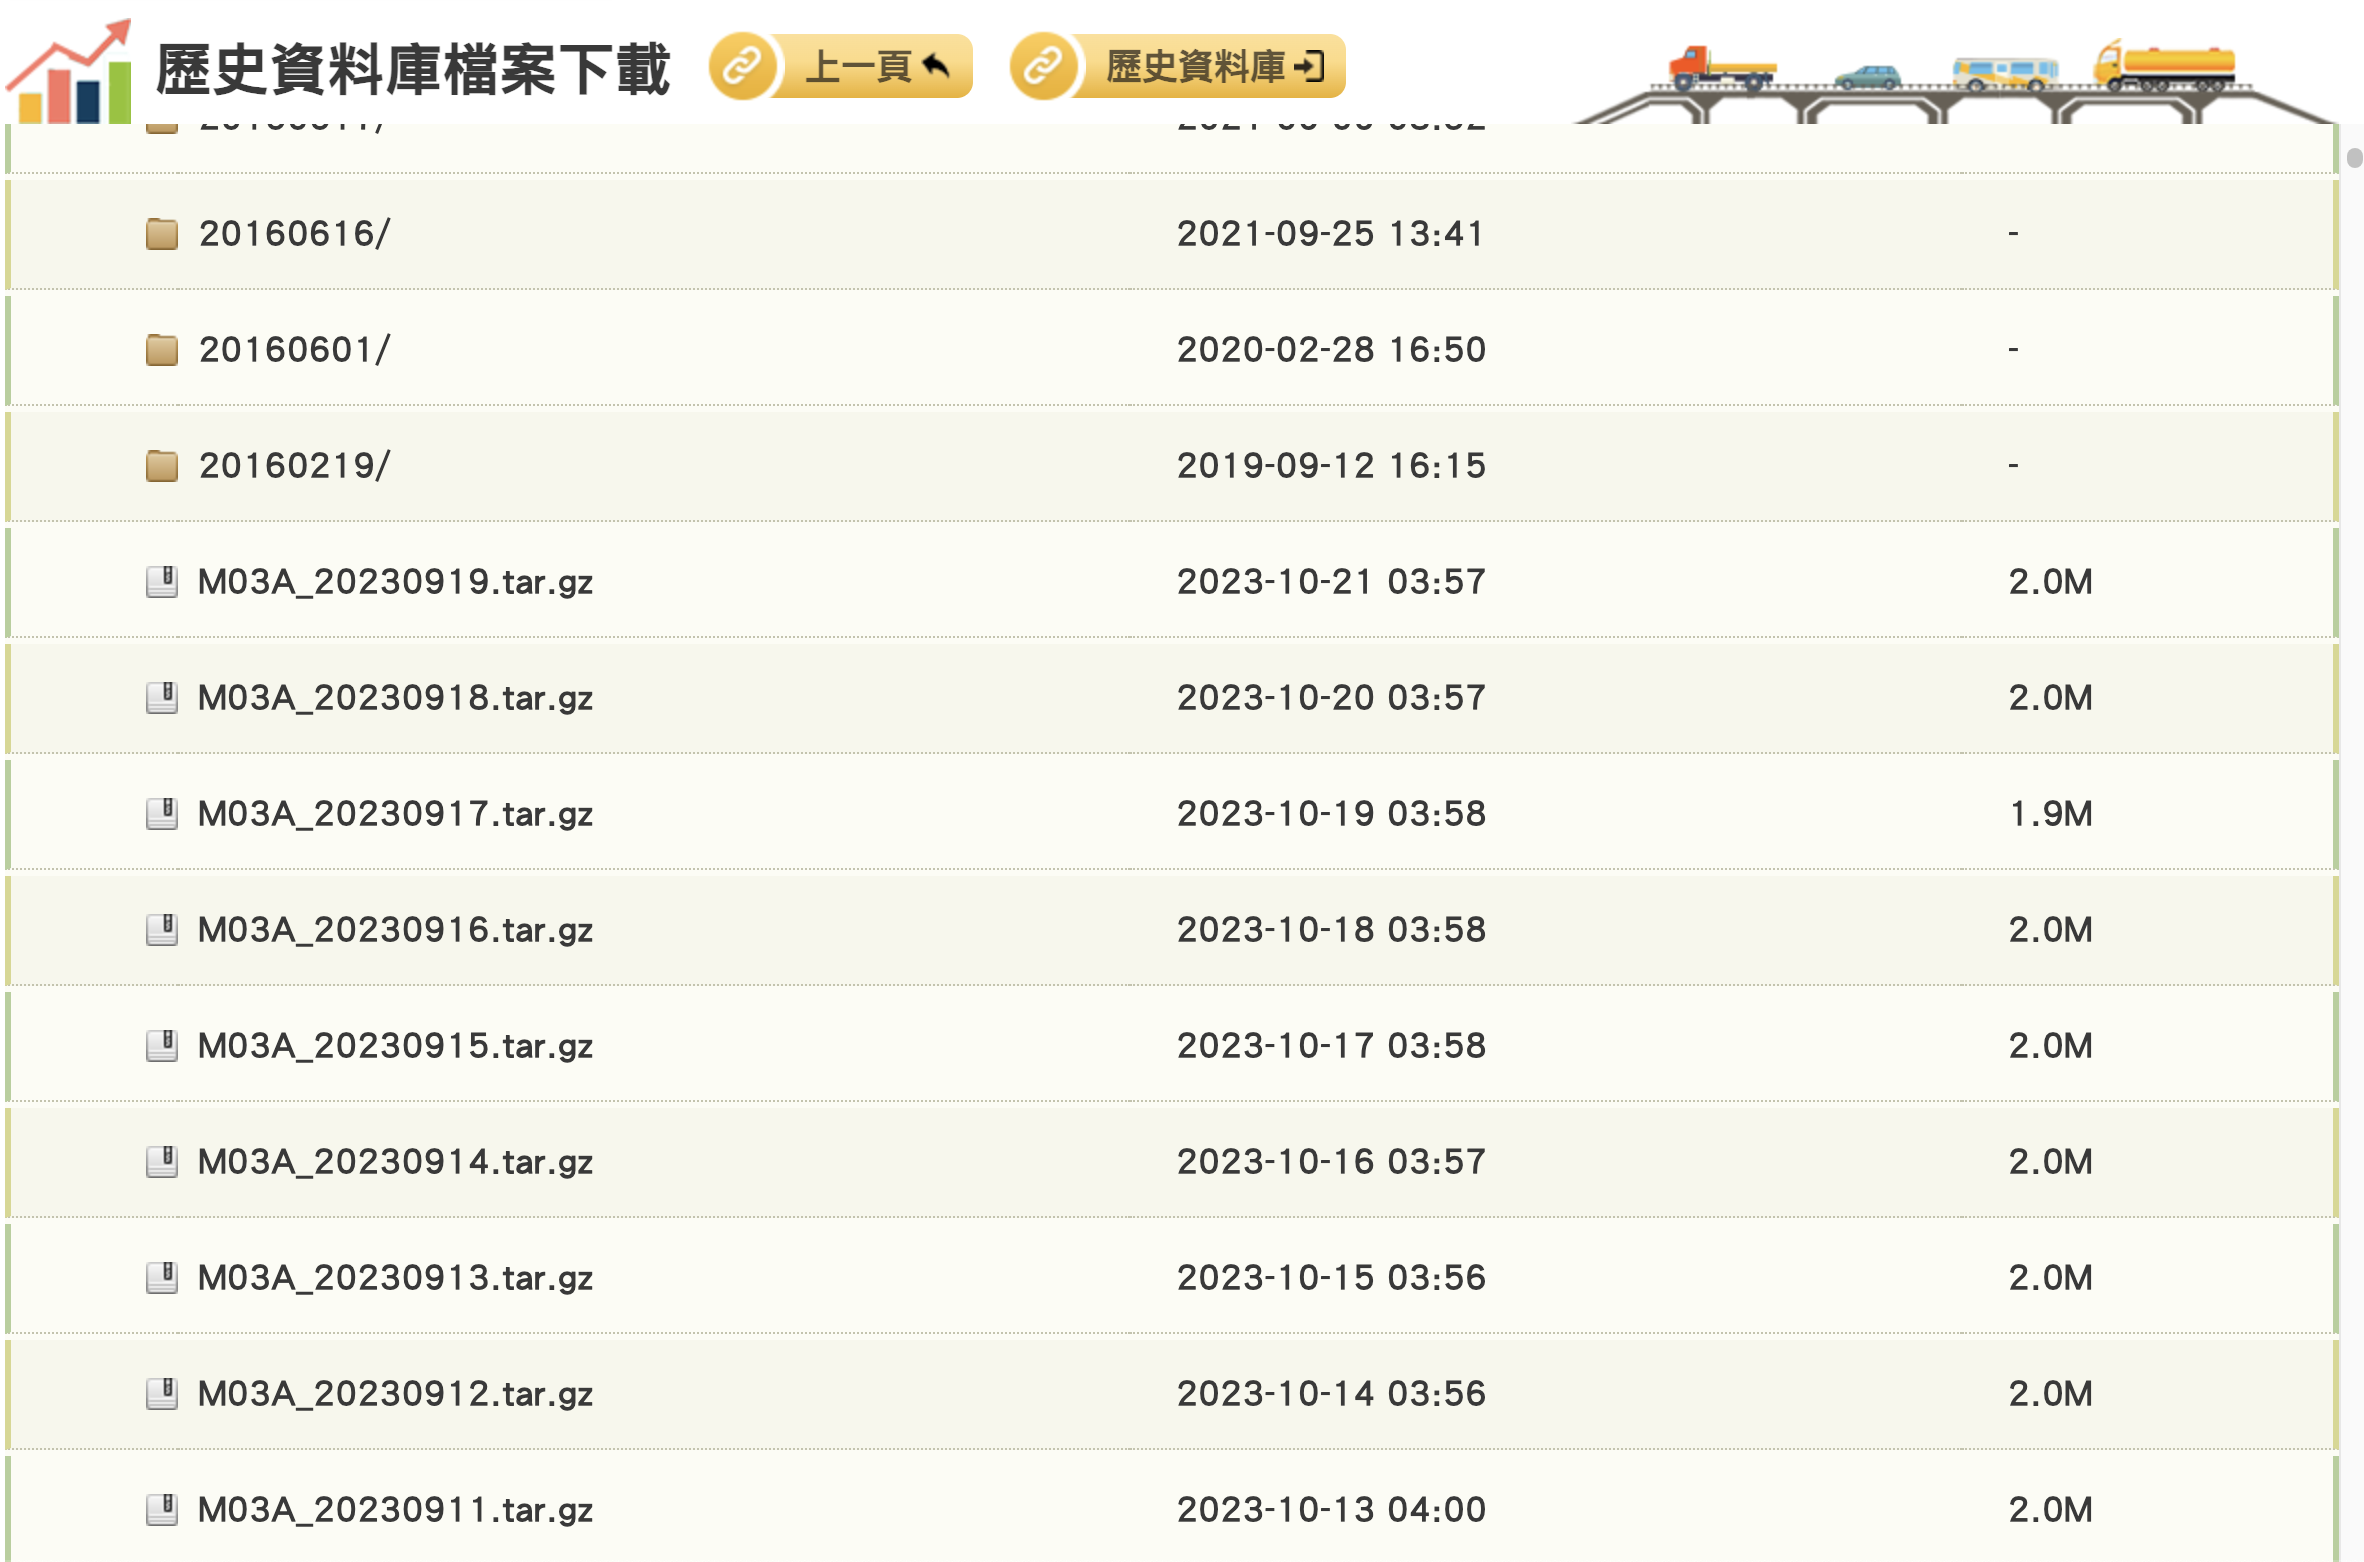 歷史資料庫檔案下載 上一頁 歷史資料庫
20160616/ 2021-09-25 13:41 -
20160601/ 2020-02-28 16:50 -
20160219/ 2019-09-12 16:15 -
M03A_20230919.tar.gz 2023-10-21 03:57 2.0M
M03A_20230918.tar.gz 2023-10-20 03:57 2.0M
M03A_20230917.tar.gz 2023-10-19 03:58 1.9M
M03A_20230916.tar.gz 2023-10-18 03:58 2.0M
M03A_20230915.tar.gz 2023-10-17 03:58 2.0M
M03A_20230914.tar.gz 2023-10-16 03:57 2.0M
M03A_20230913.tar.gz 2023-10-15 03:56 2.0M
M03A_20230912.tar.gz 2023-10-14 03:56 2.0M
M03A_20230911.tar.gz 2023-10-13 04:00 2.0M